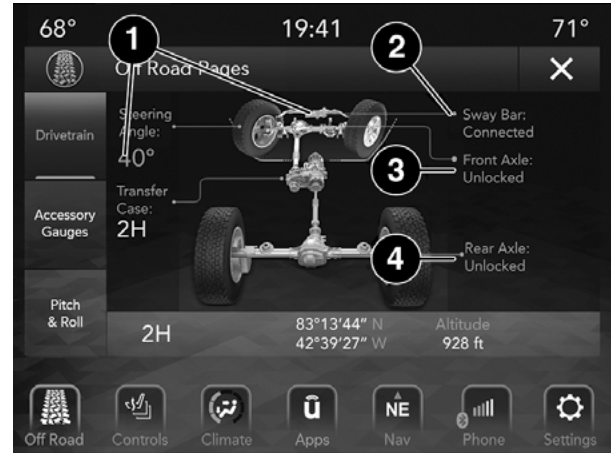 68°
19:41
71°
1
2
Off Road Pages
X
Drivetrain
Steering
Angle:
40°
Sway Bar:
Connected
3
Front Axle:
Unlocked
Transfer
Case:
2H
Accessory
Gauges
4
Rear Axle:
Unlocked
Pitch
& Roll
2H
83°13'44" N
42°39'27" W
Altitude
928 ft
Off Road
Controls
Climate
ū
Apps
NE
Nav
Phone
Settings